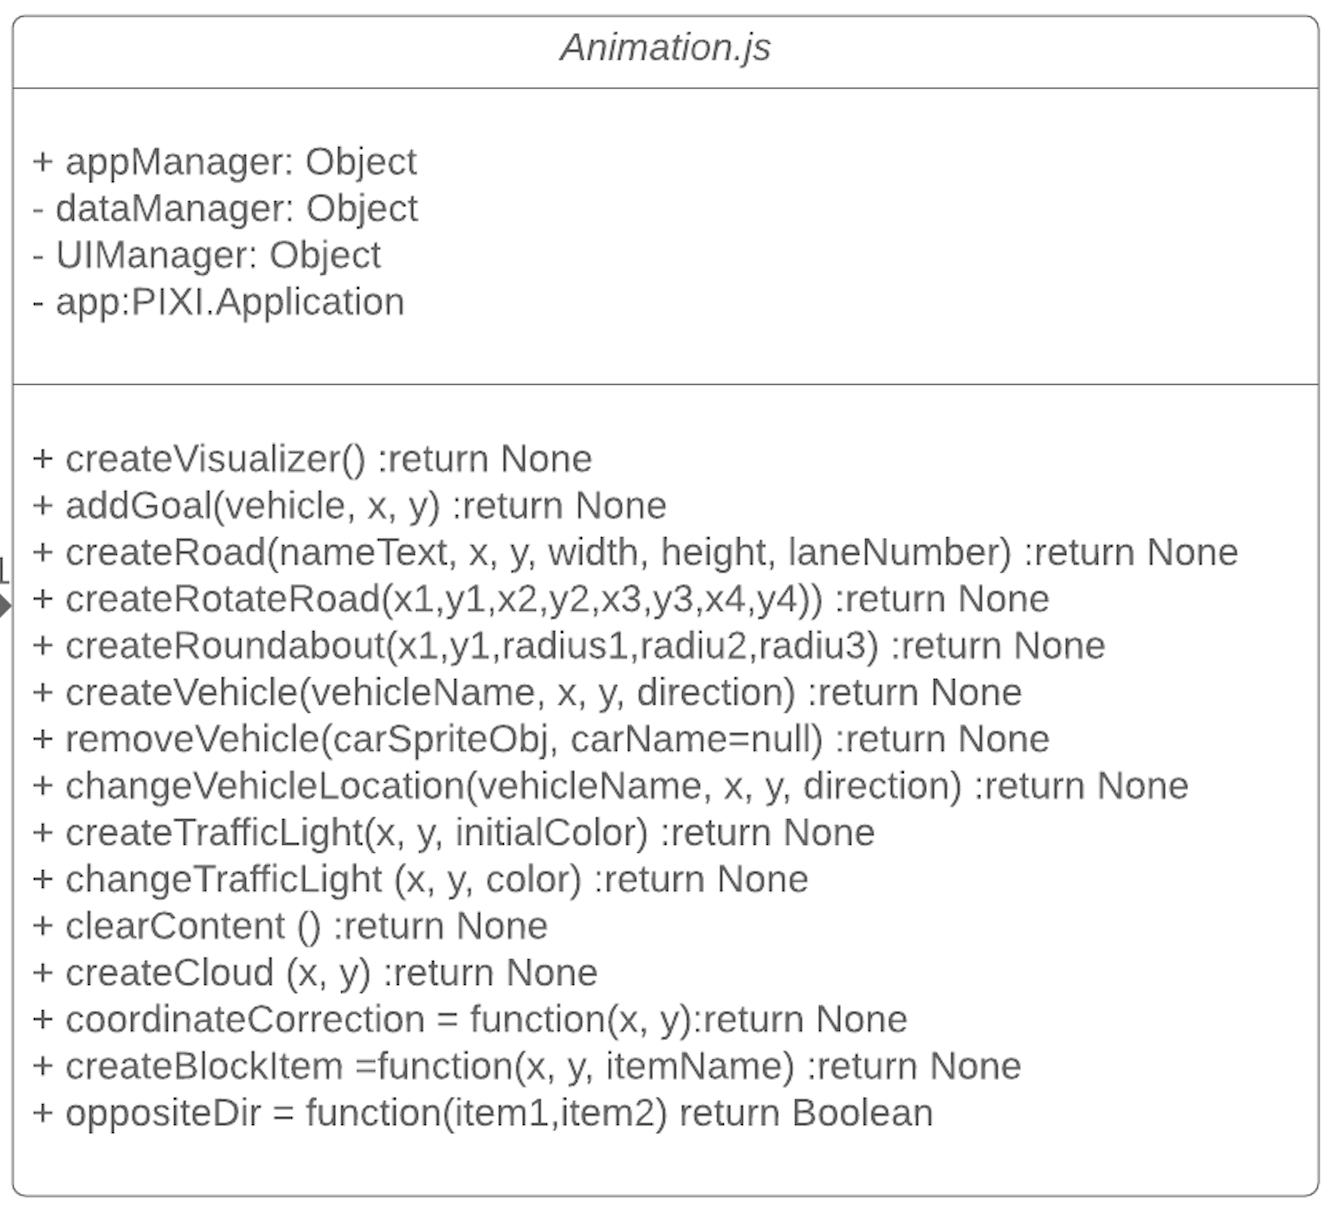 Animation.js
+ appManager: Object
- dataManager: Object
- UIManager: Object
- app:PIXI.Application
+ createVisualizer() :return None
+ addGoal(vehicle, x, y) :return None
+ createRoad(nameText, x, y, width, height, laneNumber) :return None
+ createRotateRoad(x1,y1,x2,y2,x3,y3,x4,y4)) :return None
+ createRoundabout(x1,y1,radius1,radiu2,radiu3) :return None
+ createVehicle(vehicleName, x, y, direction) :return None
+ removeVehicle(carSpriteObj, carName=null) :return None
+ changeVehicleLocation(vehicleName, x, y, direction) :return None
+ createTrafficLight(x, y, initialColor) :return None
+ changeTrafficLight (x, y, color) :return None
+ clearContent () :return None
+ createCloud (x, y) :return None
+ coordinateCorrection = function(x, y):return None
+ createBlockItem =function(x, y, itemName) :return None
+ oppositeDir = function(item1,item2) return Boolean